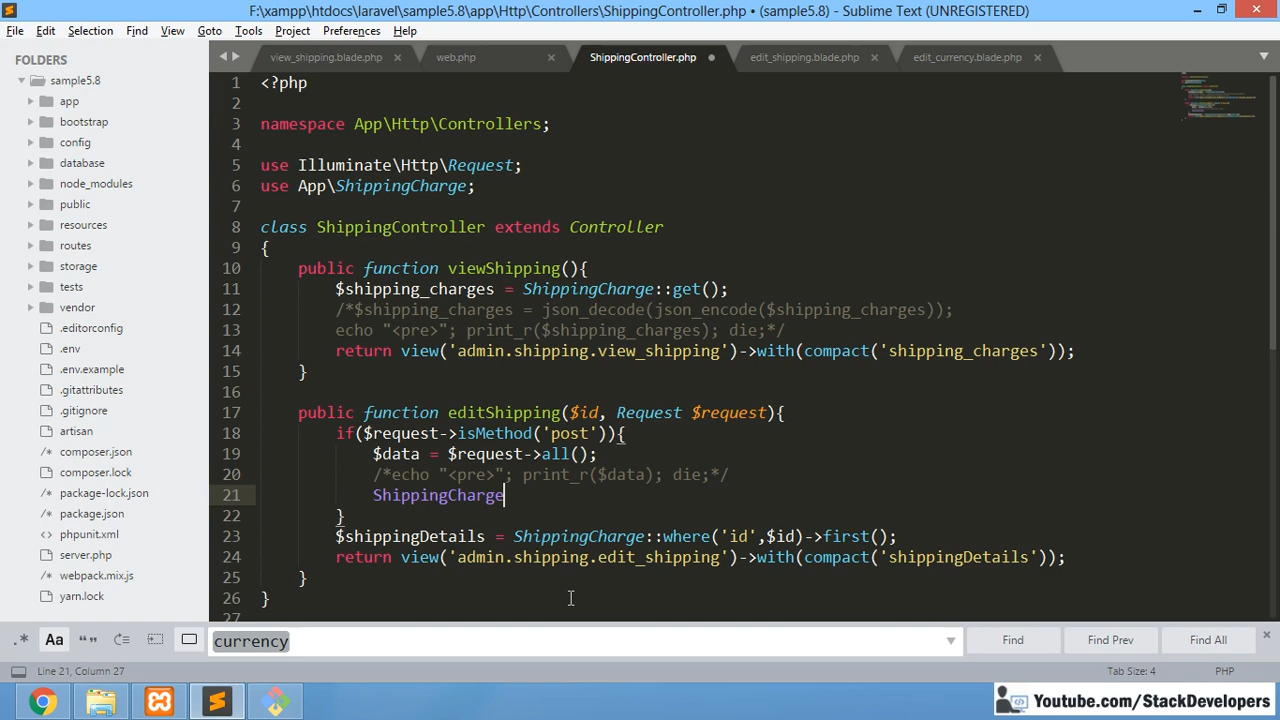 F:\xampp\htdocs\laravel\sample5.8\app\Http\Controllers\ShippingController.php • (sample5.8) - Sublime Text (UNREGISTERED)
File Edit Selection Find View Goto Tools Project Preferences Help
FOLDERS
sample5.8
app
bootstrap
config
database
node_modules
public
resources
routes
storage
tests
vendor
.editorconfig
.env
.env.example
.gitattributes
.gitignore
artisan
composer.json
composer.lock
package-lock.json
package.json
phpunit.xml
server.php
webpack.mix.js
yarn.lock
view_shipping.blade.php web.php ShippingController.php edit_shipping.blade.php edit_currency.blade.php
1 <?php
2
3 namespace App\Http\Controllers;
4
5 use Illuminate\Http\Request;
6 use App\ShippingCharge;
7
8 class ShippingController extends Controller
9 {
10 public function viewShipping(){
11 $shipping_charges = ShippingCharge::get();
12 /*$shipping_charges = json_decode(json_encode($shipping_charges));
13 echo "<pre>"; print_r($shipping_charges); die;*/
14 return view('admin.shipping.view_shipping')->with(compact('shipping_charges'));
15 }
16
17 public function editShipping($id, Request $request){
18 if($request->isMethod('post')){
19 $data = $request->all();
20 /*echo "<pre>"; print_r($data); die;*/
21 ShippingCharge
22 }
23 $shippingDetails = ShippingCharge::where('id',$id)->first();
24 return view('admin.shipping.edit_shipping')->with(compact('shippingDetails'));
25 }
26 }
27
.* Aa “” currency Find Find Prev Find All
Line 21, Column 27 Tab Size: 4 PHP
Youtube.com/StackDevelopers